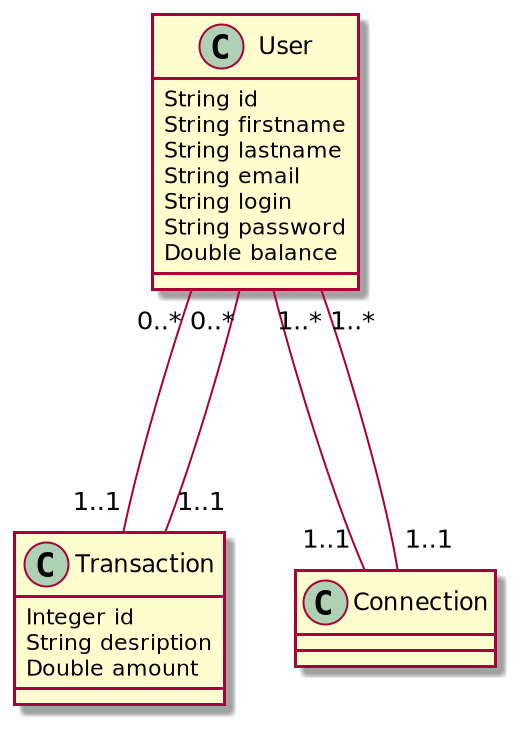 C User
String id
String firstname
String lastname
String email
String login
String password
Double balance
0..* 0..* 1..* 1..*
1..1 1..1 1..1 1..1
C Transaction
Integer id
String desription
Double amount
C Connection